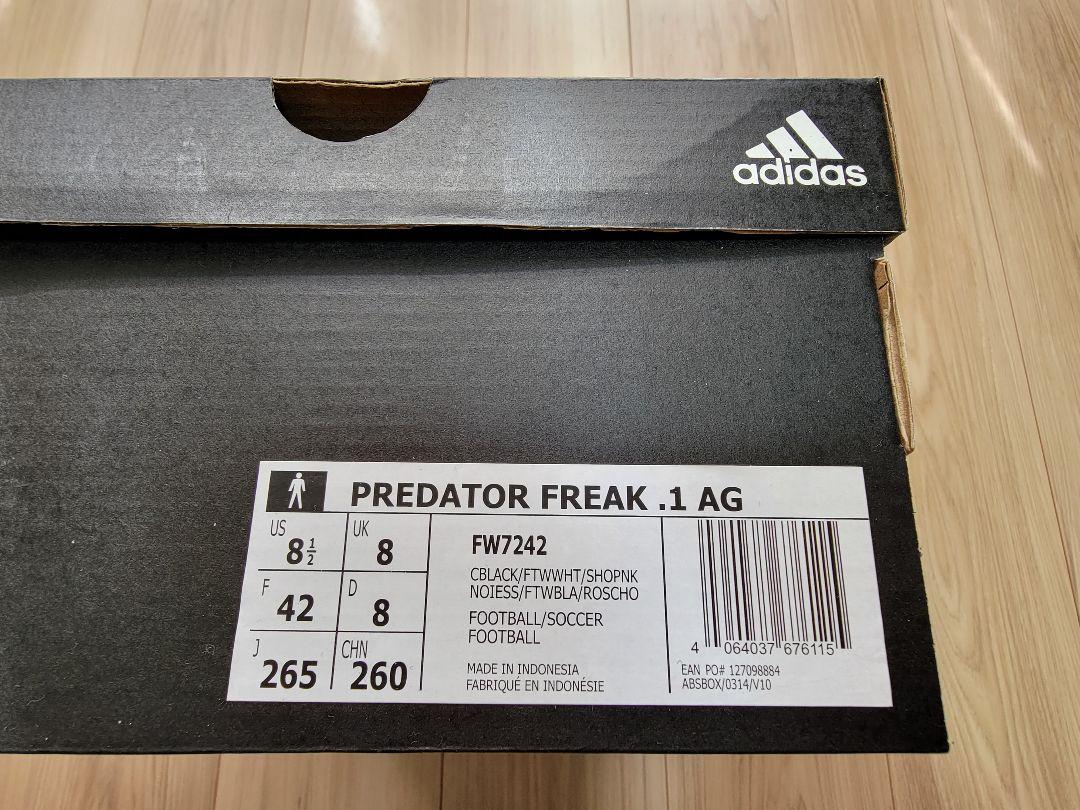 adidas
PREDATOR FREAK .1 AG
US 8 ½
UK 8
F 42
D 8
J 265
CHN 260
FW7242
CBLACK/FTWWHT/SHOPNK
NOIESS/FTWBLA/ROSCHO
FOOTBALL/SOCCER
FOOTBALL
MADE IN INDONESIA
FABRIQUÉ EN INDONÉSIE
4 064037 676115
EAN PO# 127098884
ABSBOX/0314/V10